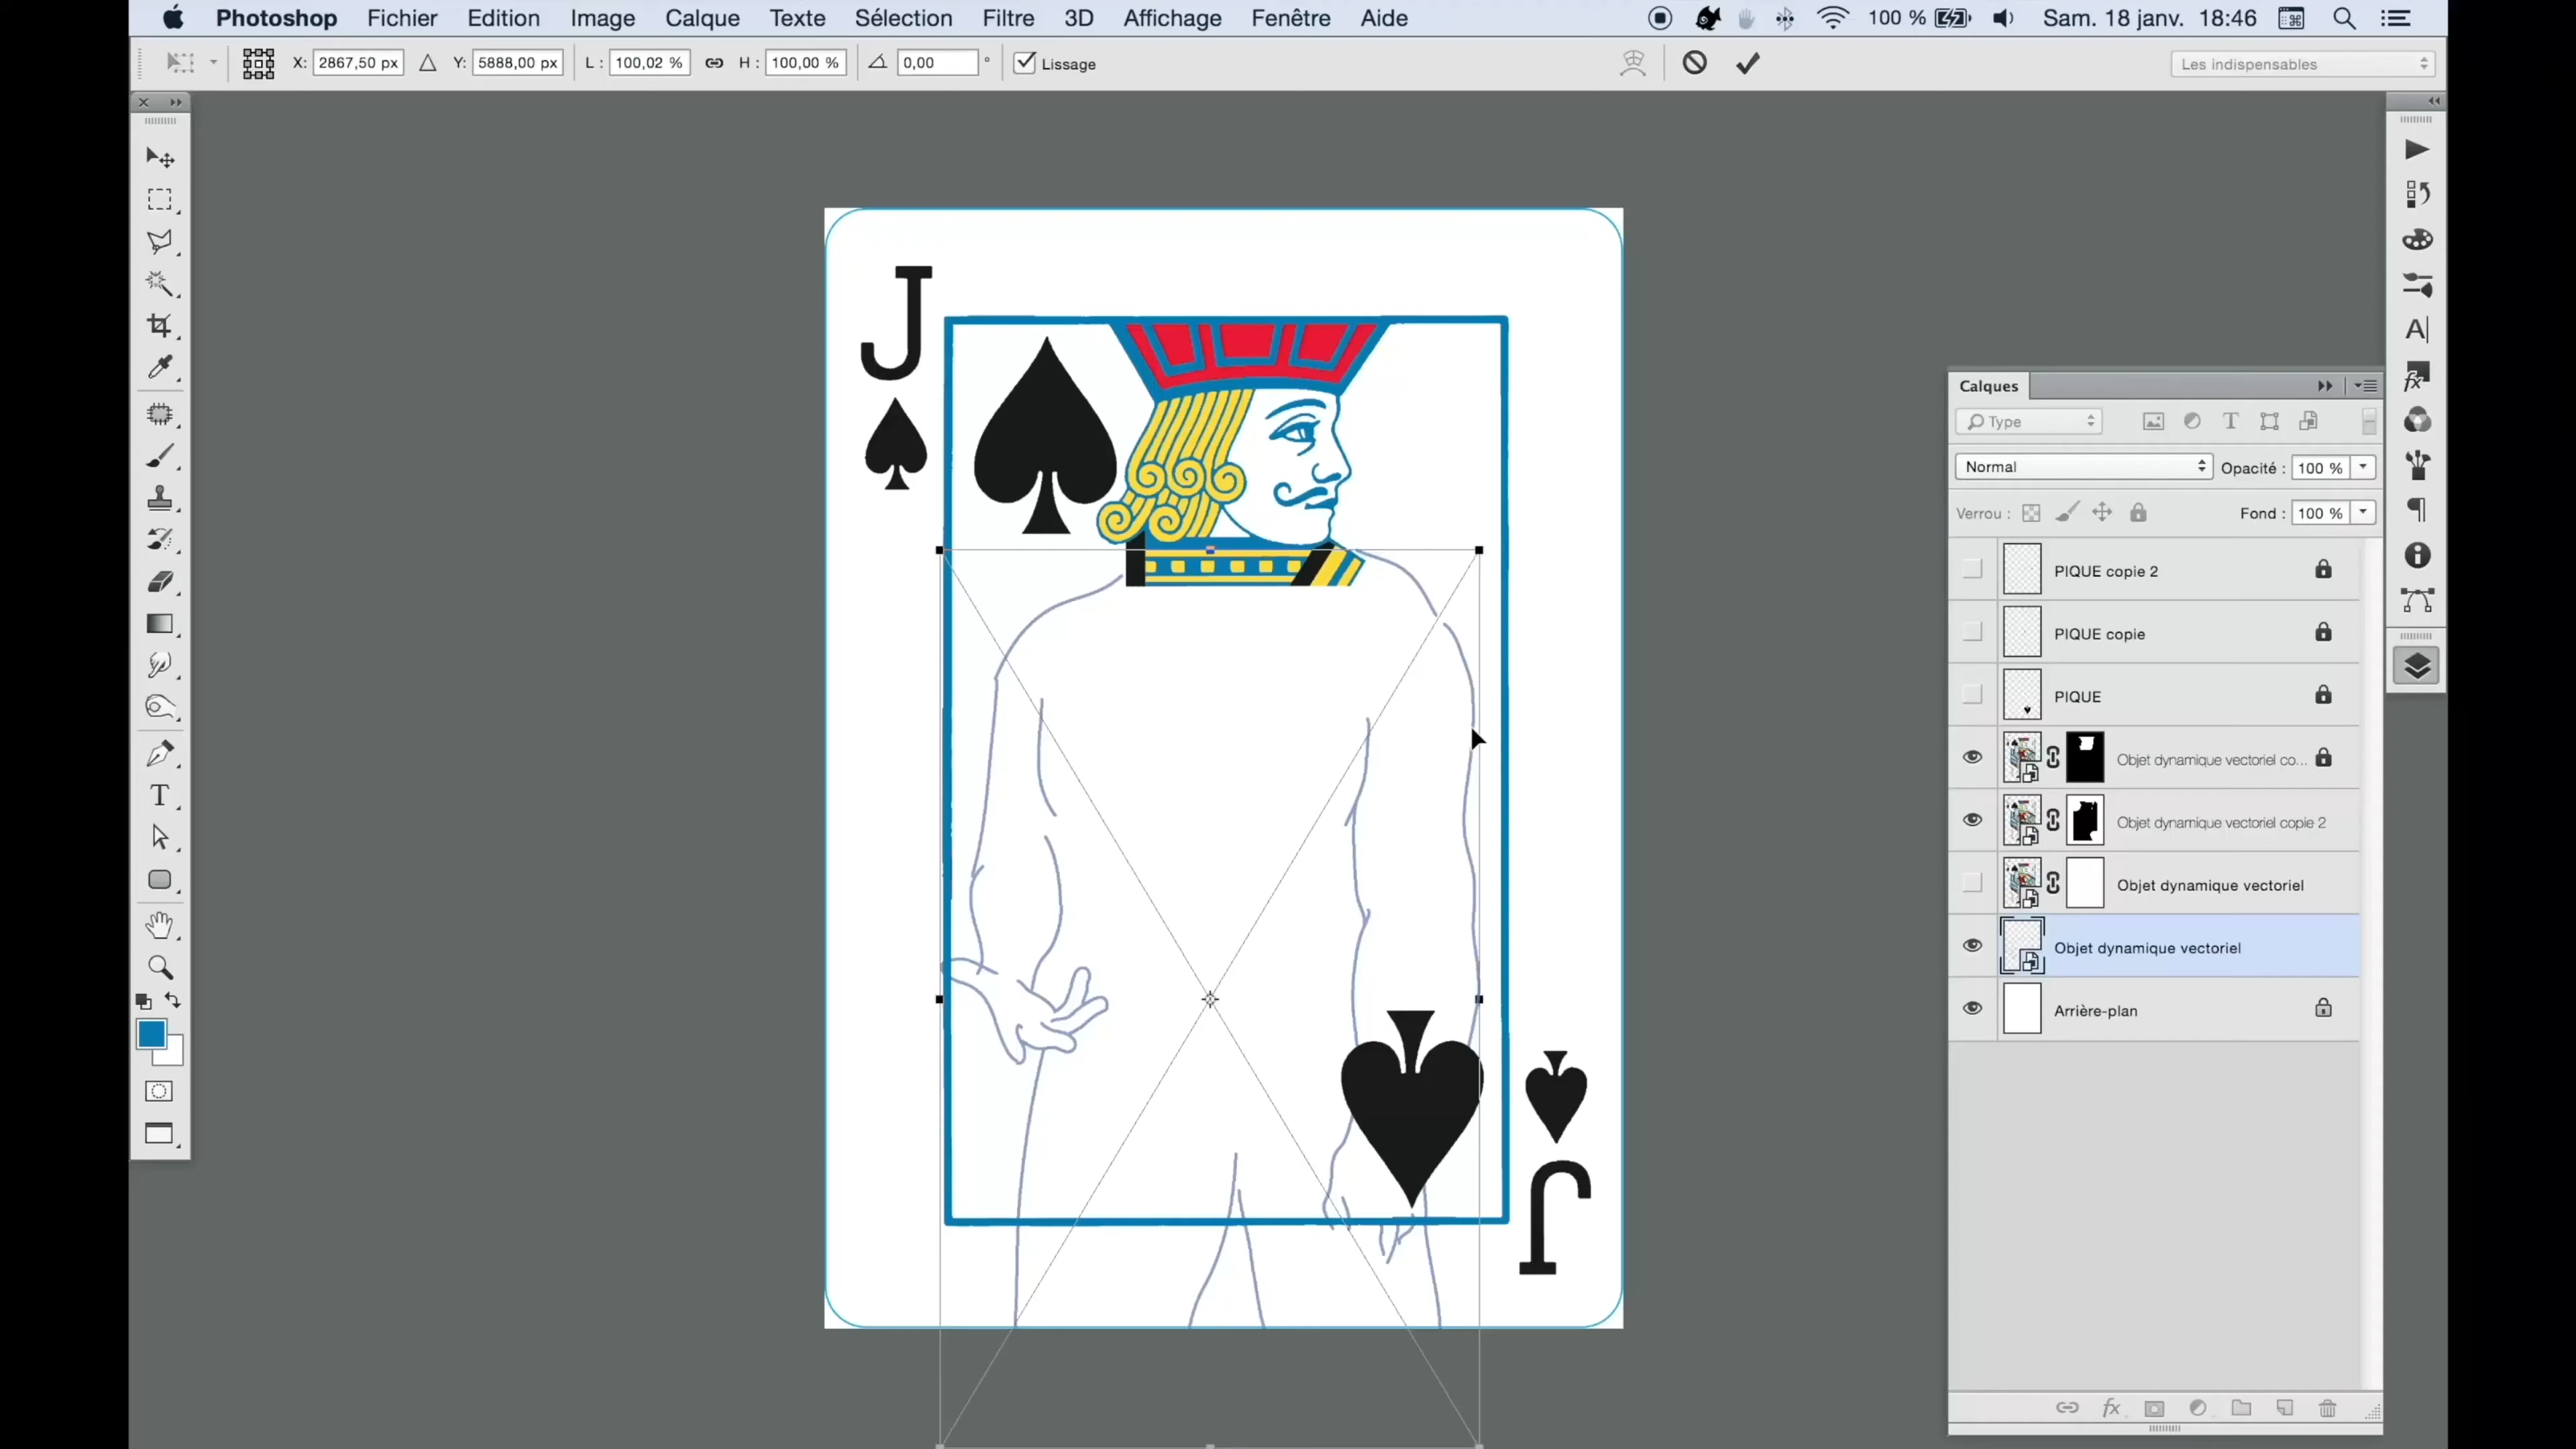 Photoshop Fichier Edition Image Calque Texte Sélection Filtre 3D Affichage Fenêtre Aide 100 % Sam. 18 janv. 18:46
X: 2867,50 px Y: 5888,00 px L : 100,02 % H : 100,00 % 0,00 ° Lissage Les indispensables
J
Calques
Type
Normal Opacité : 100 %
Verrou : Fond : 100 %
PIQUE copie 2
PIQUE copie
PIQUE
Objet dynamique vectoriel co...
Objet dynamique vectoriel copie 2
Objet dynamique vectoriel
Objet dynamique vectoriel
Arrière-plan
J